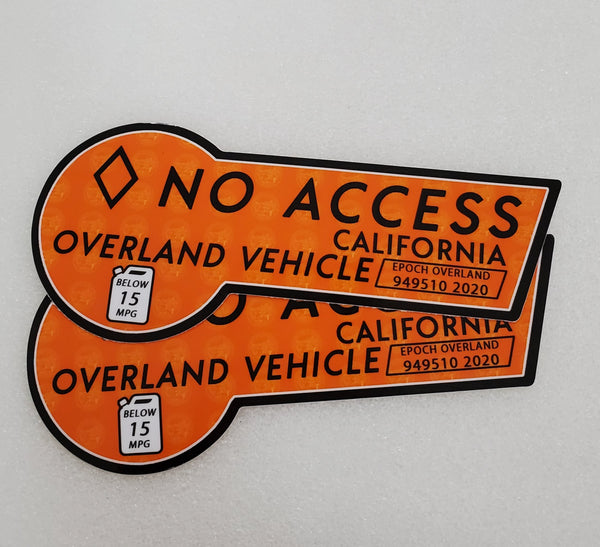 NO ACCESS
CALIFORNIA
OVERLAND VEHICLE
EPOCH OVERLAND
949510 2020
BELOW
15
MPG
CALIFORNIA
OVERLAND VEHICLE
EPOCH OVERLAND
949510 2020
BELOW
15
MPG